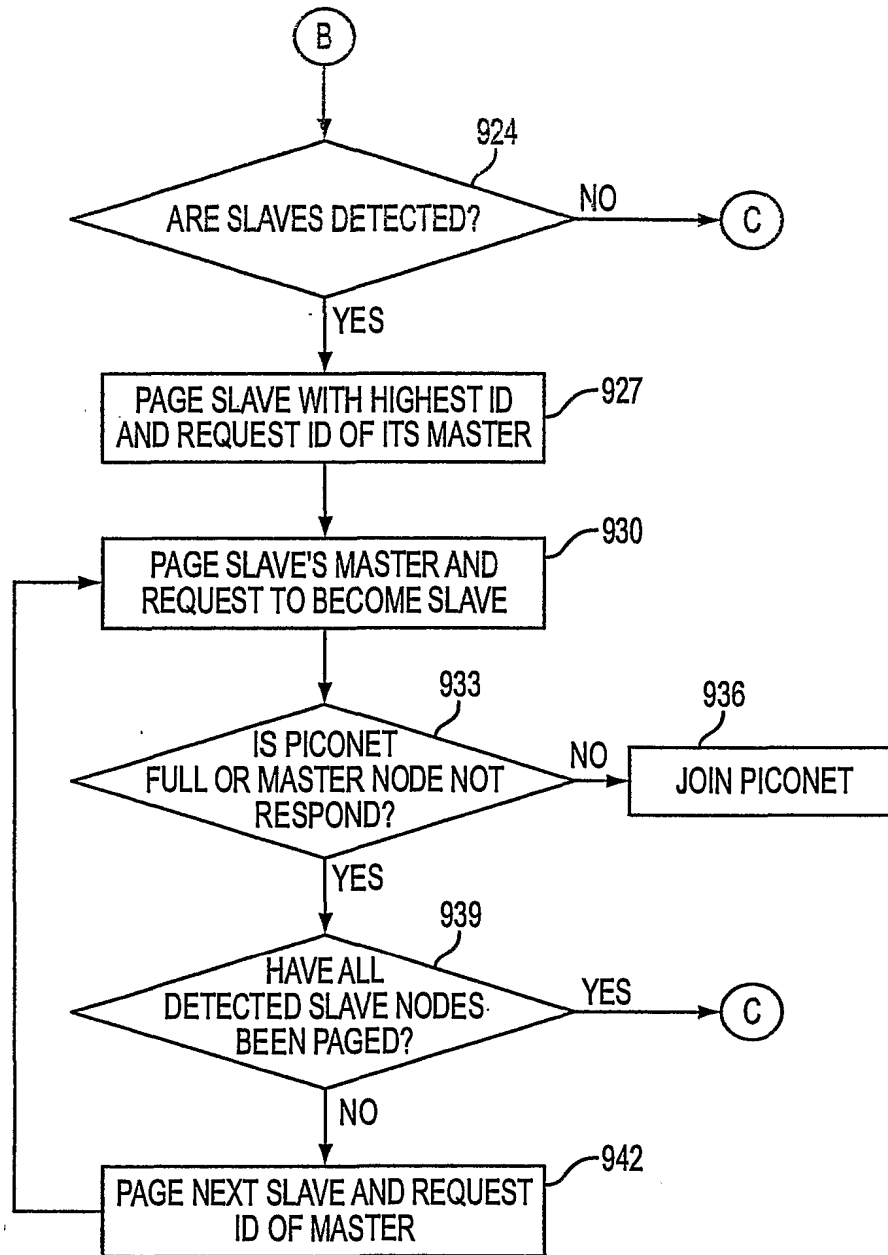 B
924
ARE SLAVES DETECTED?
NO
C
YES
PAGE SLAVE WITH HIGHEST ID
AND REQUEST ID OF ITS MASTER
927
930
PAGE SLAVE'S MASTER AND
REQUEST TO BECOME SLAVE
933
IS PICONET
FULL OR MASTER NODE NOT
RESPOND?
NO
936
JOIN PICONET
YES
939
HAVE ALL
DETECTED SLAVE NODES
BEEN PAGED?
YES
C
NO
942
PAGE NEXT SLAVE AND REQUEST
ID OF MASTER